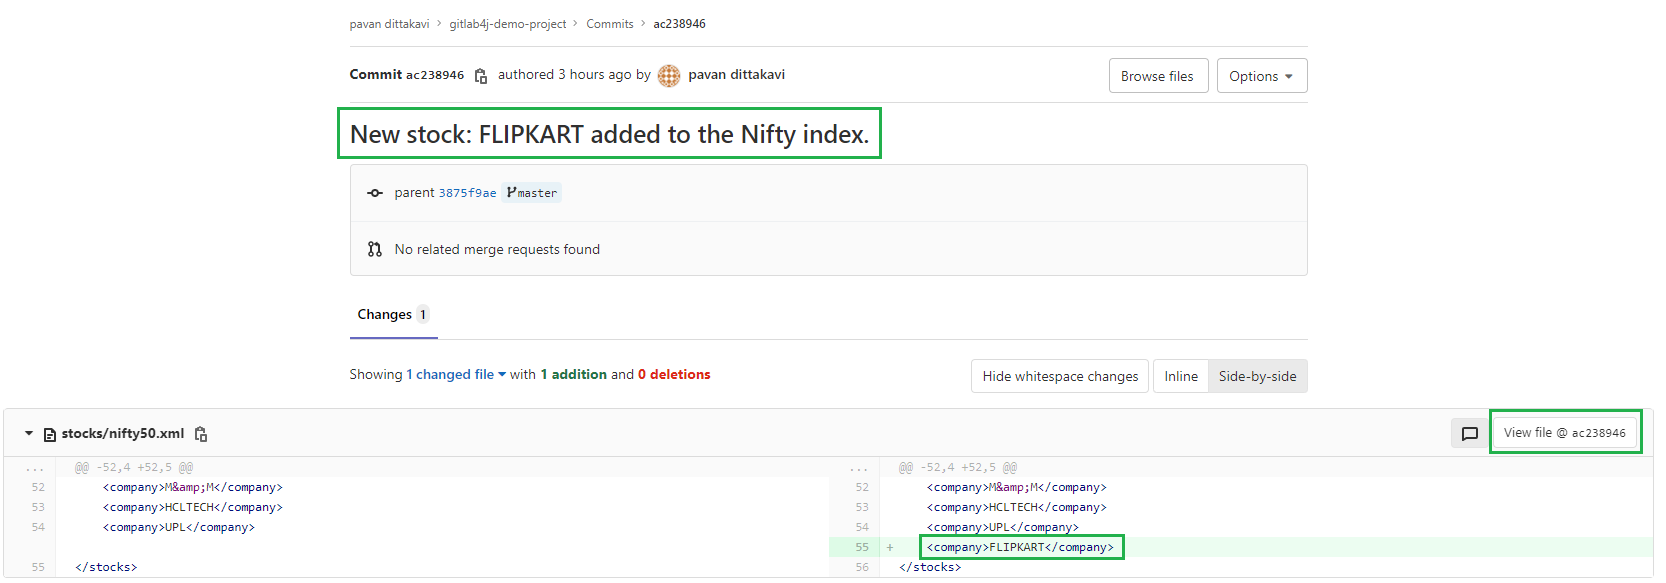 pavan dittakavi > gitlab4j-demo-project > Commits > ac238946
Commit ac238946 authored 3 hours ago by pavan dittakavi
Browse files
Options
New stock: FLIPKART added to the Nifty index.
parent 3875f9ae master
No related merge requests found
Changes 1
Showing 1 changed file with 1 addition and 0 deletions
Hide whitespace changes
Inline
Side-by-side
stocks/nifty50.xml
View file @ ac238946
... @@ -52,4 +52,5 @@ ... @@ -52,4 +52,5 @@
52 <company>M&amp;M</company> 52 <company>M&amp;M</company>
53 <company>HCLTECH</company> 53 <company>HCLTECH</company>
54 <company>UPL</company> 54 <company>UPL</company>
55 + <company>FLIPKART</company>
55 </stocks> 56 </stocks>